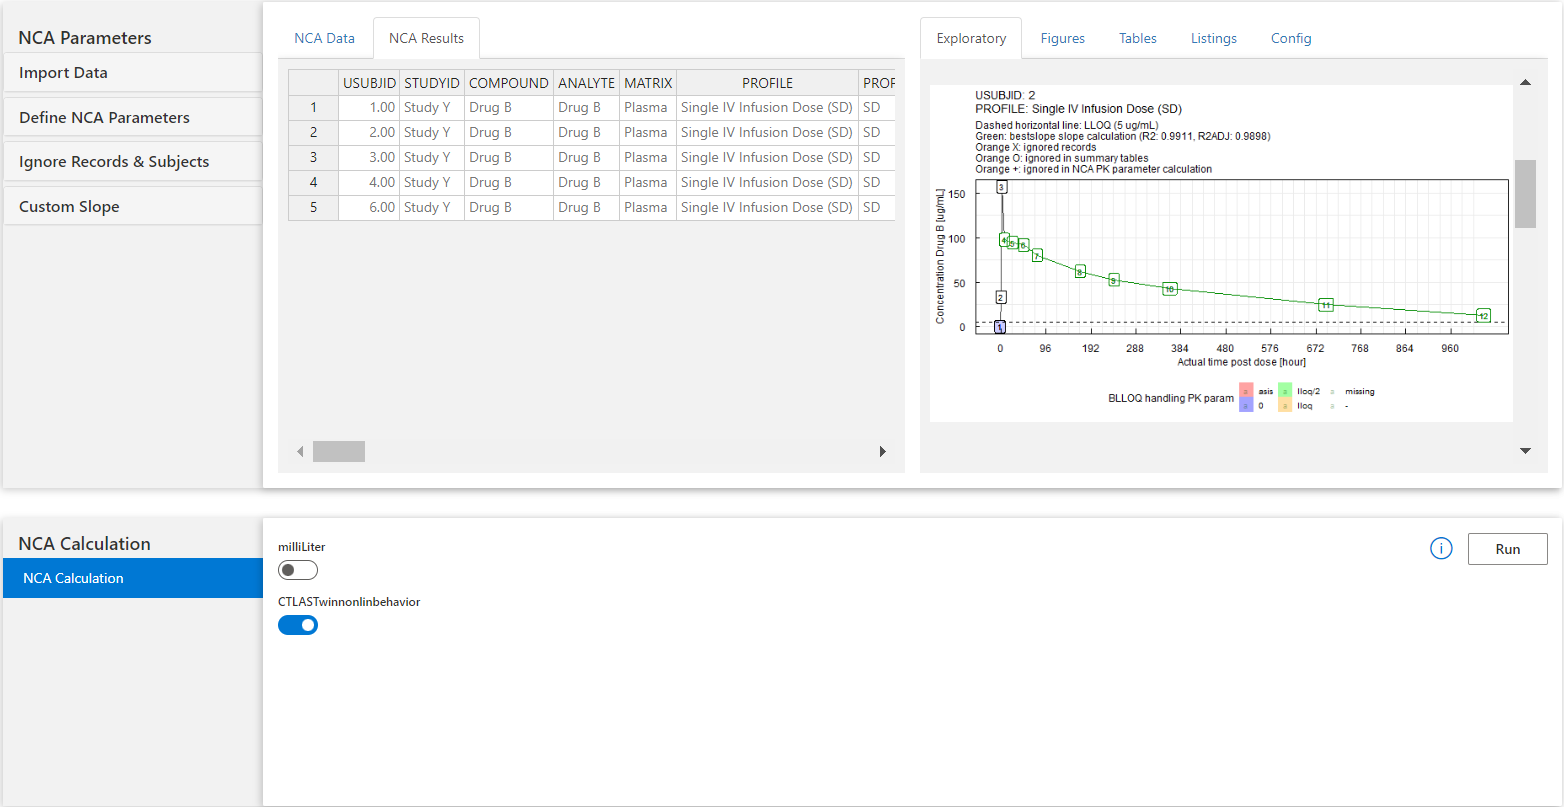 NCA Parameters
Import Data
Define NCA Parameters
Ignore Records & Subjects
Custom Slope
NCA Data
NCA Results
USUBJID STUDYID COMPOUND ANALYTE MATRIX PROFILE PROF
1 1.00 Study Y Drug B Drug B Plasma Single IV Infusion Dose (SD) SD
2 2.00 Study Y Drug B Drug B Plasma Single IV Infusion Dose (SD) SD
3 3.00 Study Y Drug B Drug B Plasma Single IV Infusion Dose (SD) SD
4 4.00 Study Y Drug B Drug B Plasma Single IV Infusion Dose (SD) SD
5 6.00 Study Y Drug B Drug B Plasma Single IV Infusion Dose (SD) SD
Exploratory Figures Tables Listings Config
USUBJID: 2
PROFILE: Single IV Infusion Dose (SD)
Dashed horizontal line: LLOQ (5 ug/mL)
Green: bestslope slope calculation (R2: 0.9911, R2ADJ: 0.9898)
Orange X: ignored records
Orange O: ignored in summary tables
Orange +: ignored in NCA PK parameter calculation
Concentration Drug B [ug/mL]
150
100
50
0
3
4 5 6
7
8
9
10
2
11
12
1
0 96 192 288 384 480 576 672 768 864 960
Actual time post dose [hour]
BLLOQ handling PK param
a asis a lloq/2 a missing
a 0 a lloq a -
NCA Calculation
NCA Calculation
milliLiter
CTLASTwinnonlinbehavior
i
Run